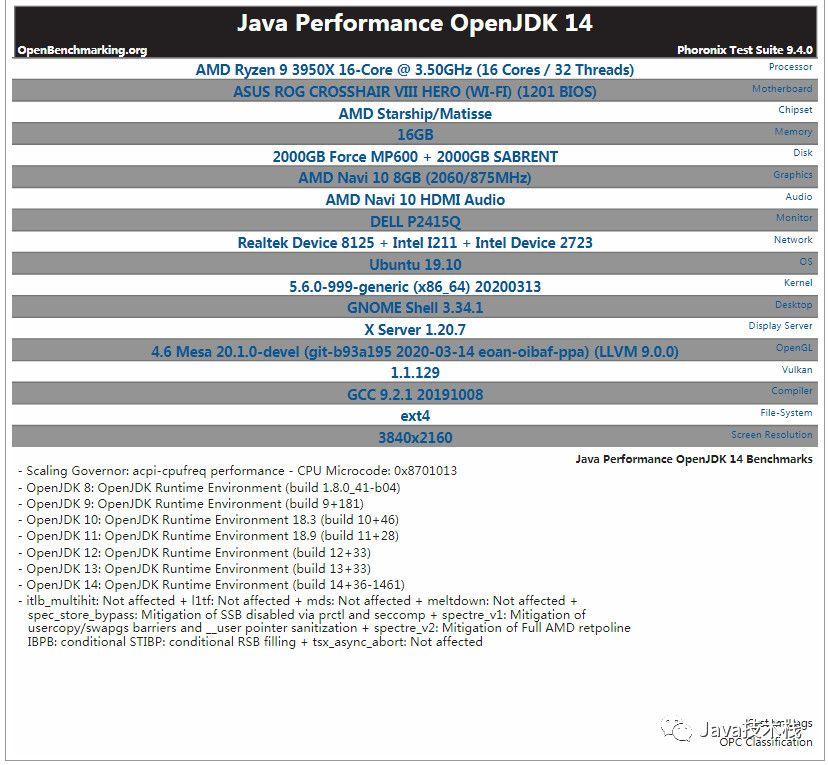 Java Performance OpenJDK 14
OpenBenchmarking.org
Phoronix Test Suite 9.4.0
AMD Ryzen 9 3950X 16-Core @ 3.50GHz (16 Cores / 32 Threads)
Processor
ASUS ROG CROSSHAIR VIII HERO (WI-FI) (1201 BIOS)
Motherboard
AMD Starship/Matisse
Chipset
16GB
Memory
2000GB Force MP600 + 2000GB SABRENT
Disk
AMD Navi 10 8GB (2060/875MHz)
Graphics
AMD Navi 10 HDMI Audio
Audio
DELL P2415Q
Monitor
Realtek Device 8125 + Intel I211 + Intel Device 2723
Network
Ubuntu 19.10
OS
5.6.0-999-generic (x86_64) 20200313
Kernel
GNOME Shell 3.34.1
Desktop
X Server 1.20.7
Display Server
4.6 Mesa 20.1.0-devel (git-b93a195 2020-03-14 eoan-oibaf-ppa) (LLVM 9.0.0)
OpenGL
1.1.129
Vulkan
GCC 9.2.1 20191008
Compiler
ext4
File-System
3840x2160
Screen Resolution
Java Performance OpenJDK 14 Benchmarks
- Scaling Governor: acpi-cpufreq performance - CPU Microcode: 0x8701013
- OpenJDK 8: OpenJDK Runtime Environment (build 1.8.0_41-b04)
- OpenJDK 9: OpenJDK Runtime Environment (build 9+181)
- OpenJDK 10: OpenJDK Runtime Environment 18.3 (build 10+46)
- OpenJDK 11: OpenJDK Runtime Environment 18.9 (build 11+28)
- OpenJDK 12: OpenJDK Runtime Environment (build 12+33)
- OpenJDK 13: OpenJDK Runtime Environment (build 13+33)
- OpenJDK 14: OpenJDK Runtime Environment (build 14+36-1461)
- itlb_multihit: Not affected + l1tf: Not affected + mds: Not affected + meltdown: Not affected +
spec_store_bypass: Mitigation of SSB disabled via prctl and seccomp + spectre_v1: Mitigation of
usercopy/swapgs barriers and __user pointer sanitization + spectre_v2: Mitigation of Full AMD retpoline
IBPB: conditional STIBP: conditional RSB filling + tsx_async_abort: Not affected
Java技术栈
OPC Classification